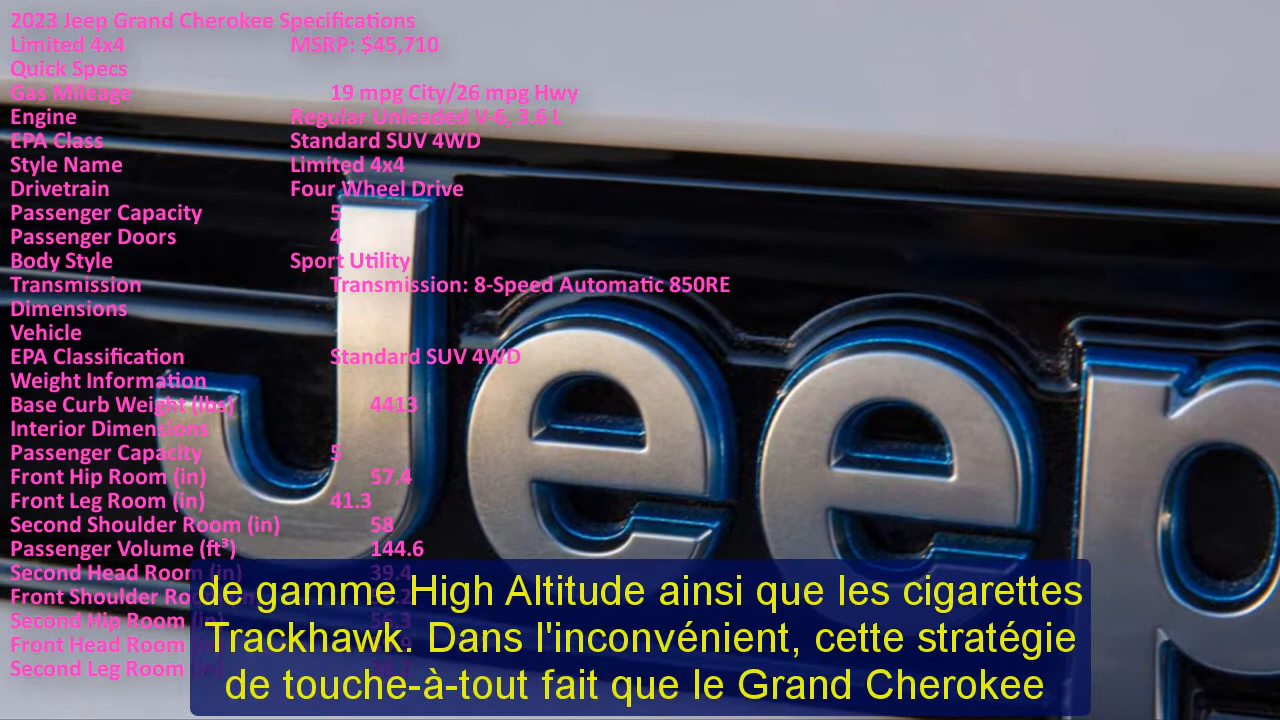 2023 Jeep Grand Cherokee Specifications
Limited 4x4 MSRP: $45,710
Quick Specs
Gas Mileage 19 mpg City/26 mpg Hwy
Engine Regular Unleaded V-6, 3.6 L
EPA Class Standard SUV 4WD
Style Name Limited 4x4
Drivetrain Four Wheel Drive
Passenger Capacity 5
Passenger Doors 4
Body Style Sport Utility
Transmission Transmission: 8-Speed Automatic 850RE
Dimensions
Vehicle
EPA Classification Standard SUV 4WD
Weight Information
Base Curb Weight (lbs) 4413
Interior Dimensions
Passenger Capacity 5
Front Hip Room (in) 57.4
Front Leg Room (in) 41.3
Second Shoulder Room (in) 58
Passenger Volume (ft³) 144.6
Second Head Room (in) 39.4
Front Shoulder
Second Hip Room
Front Head Room
Second Leg Room
Jeep
de gamme High Altitude ainsi que les cigarettes
Trackhawk. Dans l'inconvénient, cette stratégie
de touche-à-tout fait que le Grand Cherokee